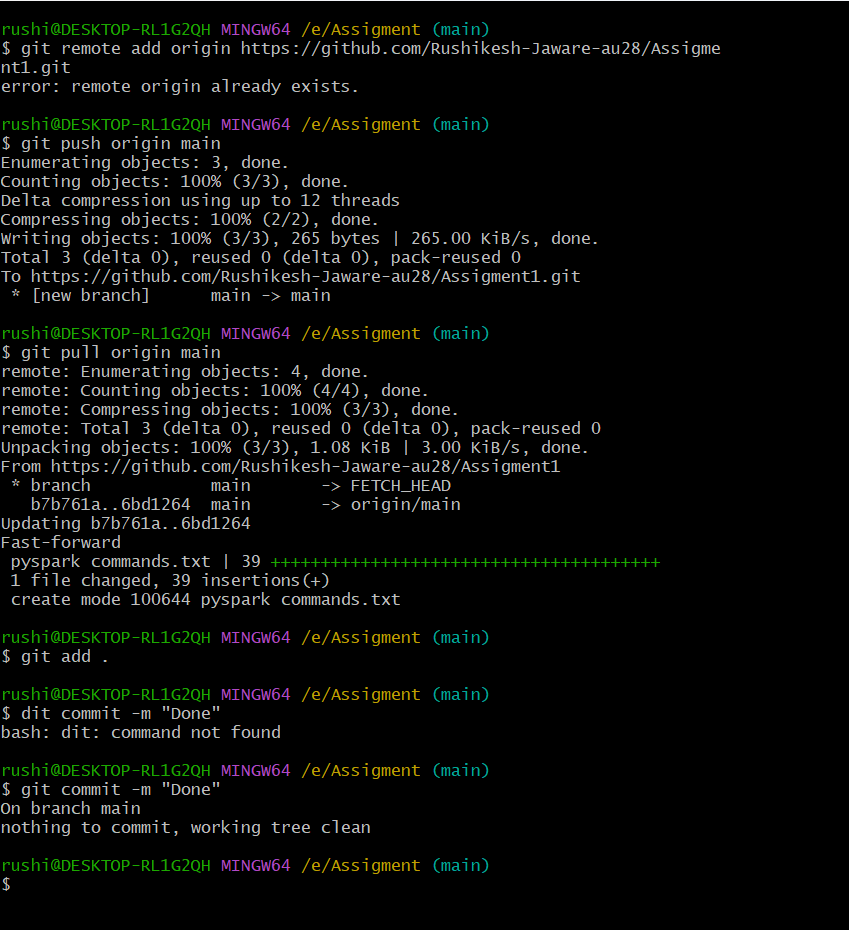 rushi@DESKTOP-RL1G2QH MINGW64 /e/Assigment (main)
$ git remote add origin https://github.com/Rushikesh-Jaware-au28/Assigme
nt1.git
error: remote origin already exists.
rushi@DESKTOP-RL1G2QH MINGW64 /e/Assigment (main)
$ git push origin main
Enumerating objects: 3, done.
Counting objects: 100% (3/3), done.
Delta compression using up to 12 threads
Compressing objects: 100% (2/2), done.
Writing objects: 100% (3/3), 265 bytes | 265.00 KiB/s, done.
Total 3 (delta 0), reused 0 (delta 0), pack-reused 0
To https://github.com/Rushikesh-Jaware-au28/Assigment1.git
 * [new branch]      main -> main
rushi@DESKTOP-RL1G2QH MINGW64 /e/Assigment (main)
$ git pull origin main
remote: Enumerating objects: 4, done.
remote: Counting objects: 100% (4/4), done.
remote: Compressing objects: 100% (3/3), done.
remote: Total 3 (delta 0), reused 0 (delta 0), pack-reused 0
Unpacking objects: 100% (3/3), 1.08 KiB | 3.00 KiB/s, done.
From https://github.com/Rushikesh-Jaware-au28/Assigment1
 * branch            main       -> FETCH_HEAD
   b7b761a..6bd1264  main       -> origin/main
Updating b7b761a..6bd1264
Fast-forward
 pyspark commands.txt | 39 +++++++++++++++++++++++++++++++++++++++
 1 file changed, 39 insertions(+)
 create mode 100644 pyspark commands.txt
rushi@DESKTOP-RL1G2QH MINGW64 /e/Assigment (main)
$ git add .
rushi@DESKTOP-RL1G2QH MINGW64 /e/Assigment (main)
$ dit commit -m "Done"
bash: dit: command not found
rushi@DESKTOP-RL1G2QH MINGW64 /e/Assigment (main)
$ git commit -m "Done"
On branch main
nothing to commit, working tree clean
rushi@DESKTOP-RL1G2QH MINGW64 /e/Assigment (main)
$